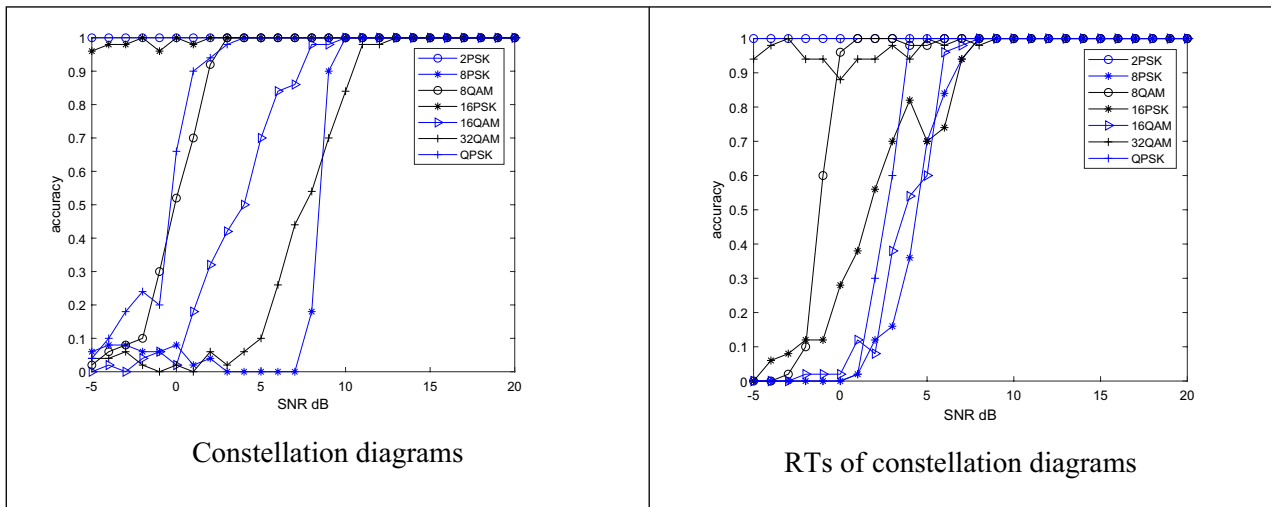 1
0.9
0.8
0.7
0.6
0.5
0.4
0.3
0.2
0.1
0
accuracy
-5 0 5 10 15 20
SNR dB
2PSK
8PSK
8QAM
16PSK
16QAM
32QAM
QPSK
Constellation diagrams
1
0.9
0.8
0.7
0.6
0.5
0.4
0.3
0.2
0.1
0
accuracy
-5 0 5 10 15 20
SNR dB
2PSK
8PSK
8QAM
16PSK
16QAM
32QAM
QPSK
RTs of constellation diagrams